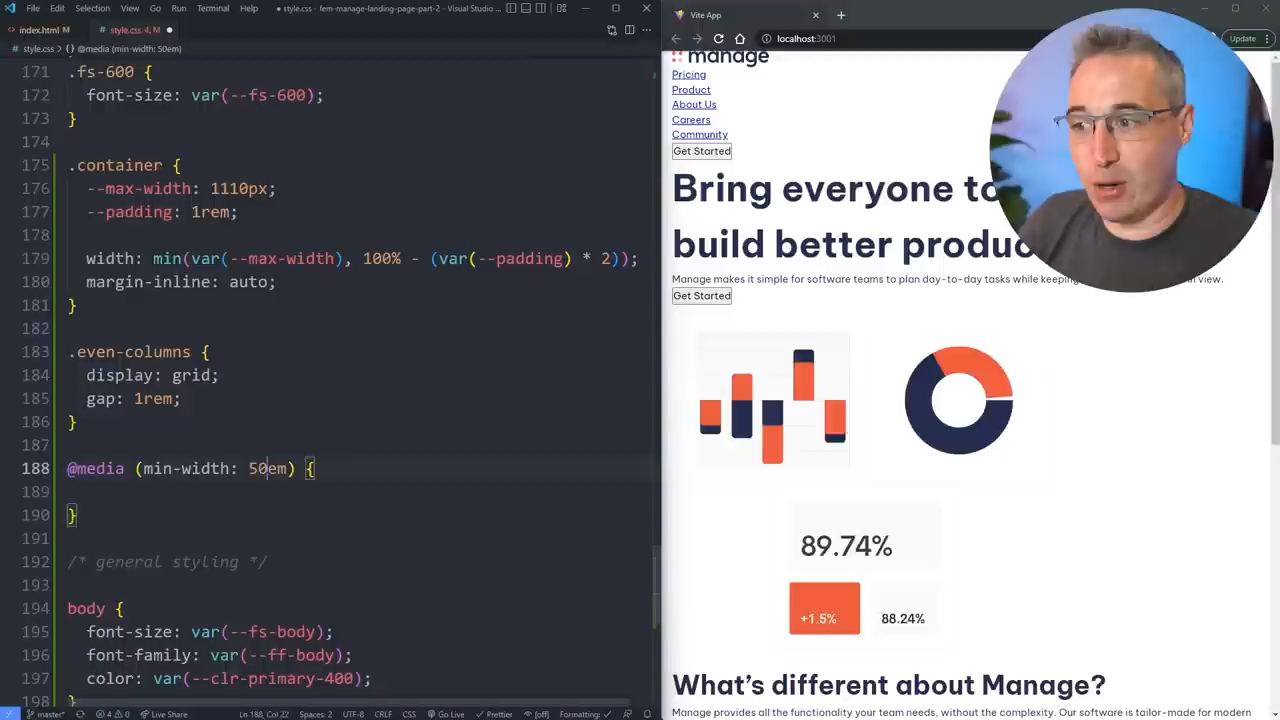 File Edit Selection View Go Run Terminal Help
style.css - fem-manage-landing-page-part-2 - Visual Studio ...
index.html M
style.css 4, M
style.css > {} @media (min-width: 50em)
171 .fs-600 {
172 font-size: var(--fs-600);
173 }
174
175 .container {
176 --max-width: 1110px;
177 --padding: 1rem;
178
179 width: min(var(--max-width), 100% - (var(--padding) * 2));
180 margin-inline: auto;
181 }
182
183 .even-columns {
184 display: grid;
185 gap: 1rem;
186 }
187
188 @media (min-width: 50em) {
189
190 }
191
192 /* general styling */
193
194 body {
195 font-size: var(--fs-body);
196 font-family: var(--ff-body);
197 color: var(--clr-primary-400);
198 }
master* 4 0 Live Share Ln 188, Col 21 Spaces: 2 UTF-8 CRLF CSS Go Live Prettier Formatting: ✓
Vite App
localhost:3001
Update
manage
Pricing
Product
About Us
Careers
Community
Get Started
Bring everyone to
build better produc
Manage makes it simple for software teams to plan day-to-day tasks while keeping
n view.
Get Started
89.74%
+1.5%
88.24%
What's different about Manage?
Manage provides all the functionality your team needs, without the complexity. Our software is tailor-made for modern